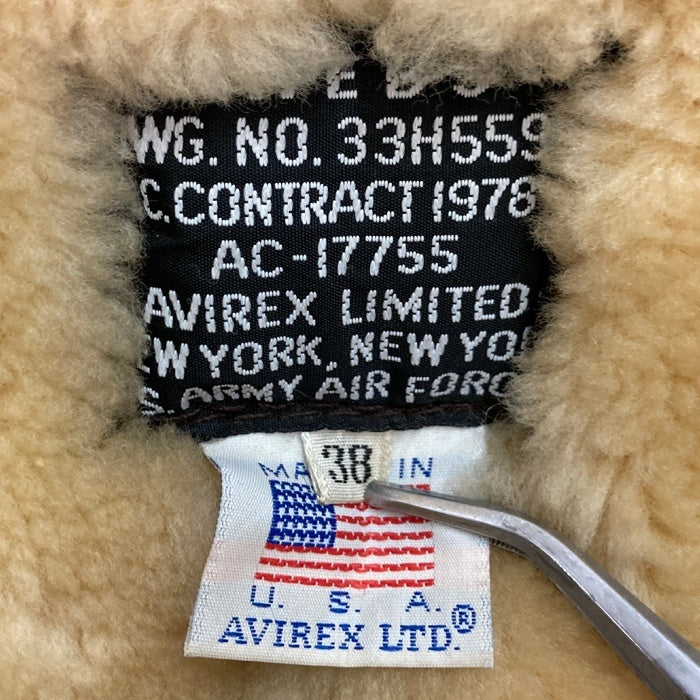 WG. NO. 33H559
C. CONTRACT 1978
AC-17755
AVIREX LIMITED
W YORK, NEW YO
S. ARMY AIR FORC
38
IN
U. S. A.
AVIREX LTD.®